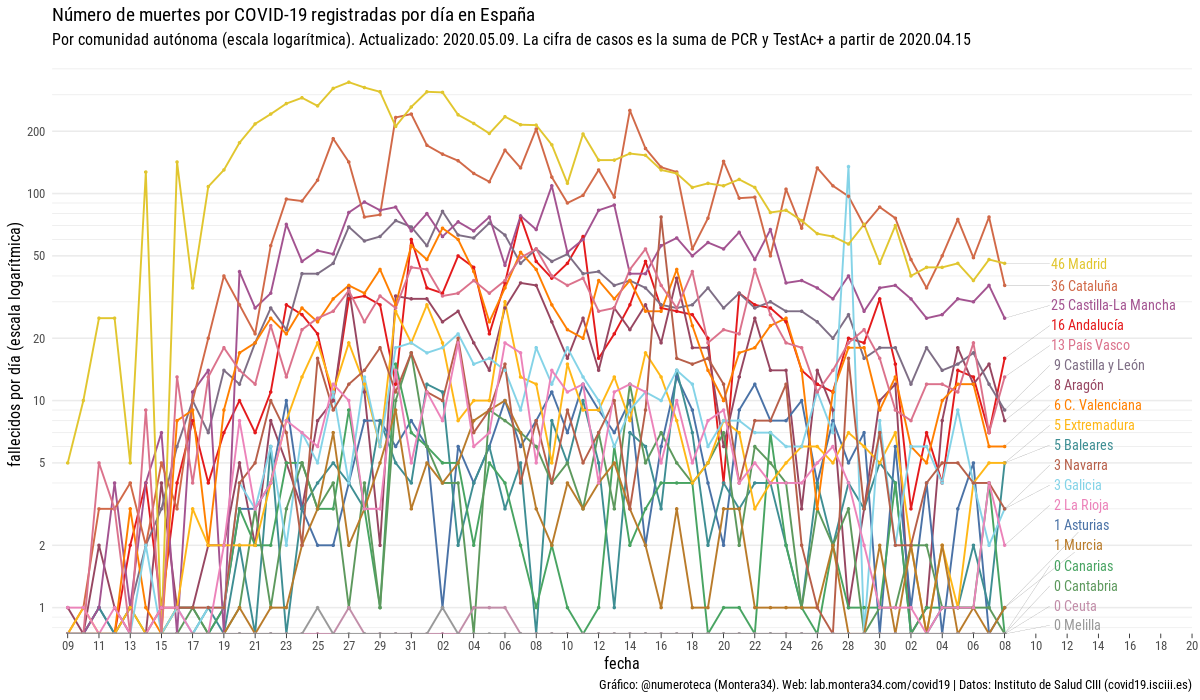 Número de muertes por COVID-19 registradas por día en España
Por comunidad autónoma (escala logarítmica). Actualizado: 2020.05.09. La cifra de casos es la suma de PCR y TestAc+ a partir de 2020.04.15
fallecidos por día (escala logarítmica)
200
100
50
20
10
5
2
1
46 Madrid
36 Cataluña
25 Castilla-La Mancha
16 Andalucía
13 País Vasco
9 Castilla y León
8 Aragón
6 C. Valenciana
5 Extremadura
5 Baleares
3 Navarra
3 Galicia
2 La Rioja
1 Asturias
1 Murcia
0 Canarias
0 Cantabria
0 Ceuta
0 Melilla
09 11 13 15 17 19 21 23 25 27 29 31 02 04 06 08 10 12 14 16 18 20 22 24 26 28 30 02 04 06 08 10 12 14 16 18 20
fecha
Gráfico: @numeroteca (Montera34). Web: lab.montera34.com/covid19 | Datos: Instituto de Salud CIII (covid19.isciii.es)